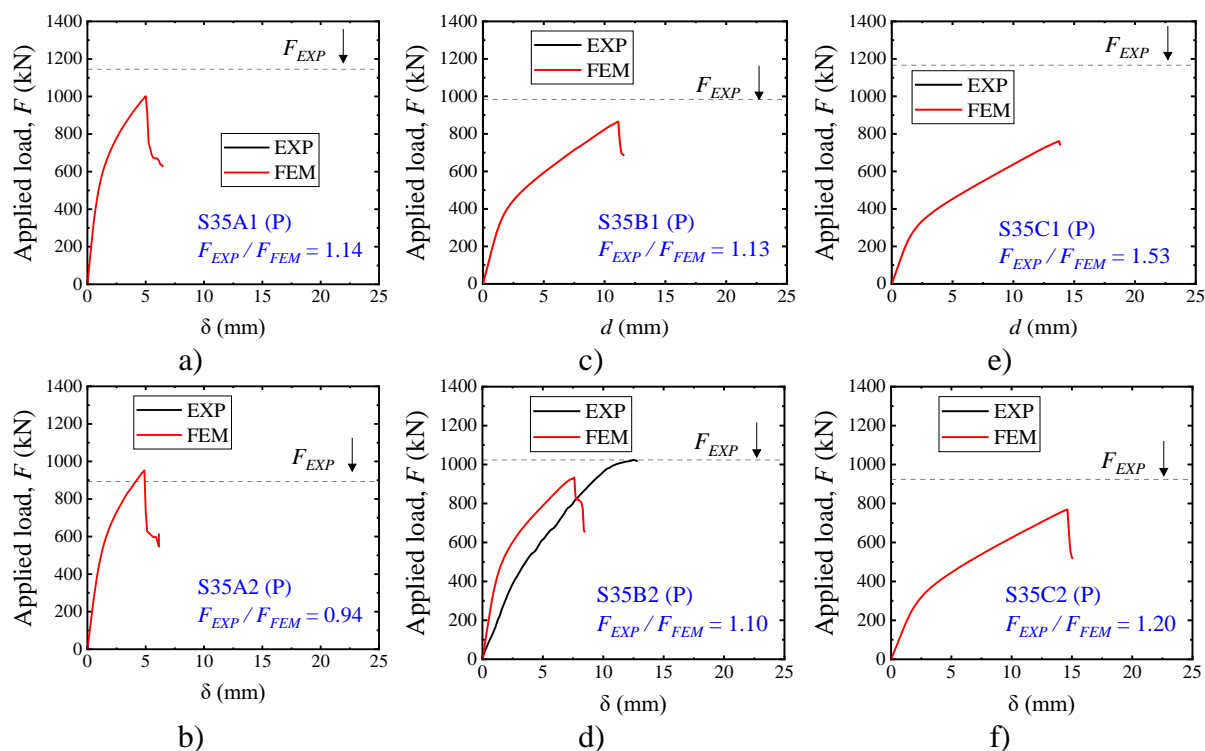 1400
1200
1000
800
600
400
200
0
Applied load, F (kN)
F_EXP
EXP
FEM
S35A1 (P)
F_EXP / F_FEM = 1.14
0 5 10 15 20 25
δ (mm)
a)
1400
1200
1000
800
600
400
200
0
Applied load, F (kN)
EXP
FEM
F_EXP
S35B1 (P)
F_EXP / F_FEM = 1.13
0 5 10 15 20 25
d (mm)
c)
1400
1200
1000
800
600
400
200
0
Applied load, F (kN)
F_EXP
EXP
FEM
S35C1 (P)
F_EXP / F_FEM = 1.53
0 5 10 15 20 25
d (mm)
e)
1400
1200
1000
800
600
400
200
0
Applied load, F (kN)
EXP
FEM
F_EXP
S35A2 (P)
F_EXP / F_FEM = 0.94
0 5 10 15 20 25
δ (mm)
b)
1400
1200
1000
800
600
400
200
0
Applied load, F (kN)
EXP
FEM
F_EXP
S35B2 (P)
F_EXP / F_FEM = 1.10
0 5 10 15 20 25
δ (mm)
d)
1400
1200
1000
800
600
400
200
0
Applied load, F (kN)
EXP
FEM
F_EXP
S35C2 (P)
F_EXP / F_FEM = 1.20
0 5 10 15 20 25
δ (mm)
f)